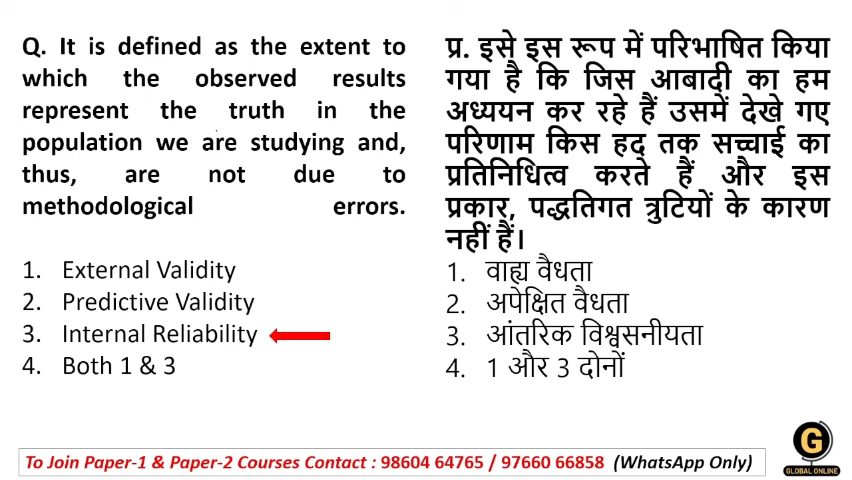 Q. It is defined as the extent to
which the observed results
represent the truth in the
population we are studying and,
thus, are not due to
methodological errors.
1. External Validity
2. Predictive Validity
3. Internal Reliability
4. Both 1 & 3
प्र. इसे इस रूप में परिभाषित किया
गया है कि जिस आबादी का हम
अध्ययन कर रहे हैं उसमें देखे गए
परिणाम किस हद तक सच्चाई का
प्रतिनिधित्व करते हैं और इस
प्रकार, पद्धतिगत त्रुटियों के कारण
नहीं हैं।
1. वाह्य वैधता
2. अपेक्षित वैधता
3. आंतरिक विश्वसनीयता
4. 1 और 3 दोनों
To Join Paper-1 & Paper-2 Courses Contact : 98604 64765 / 97660 66858 (WhatsApp Only)
G
GLOBAL ONLINE